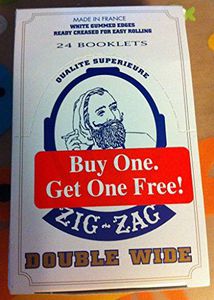 MADE IN FRANCE
WHITE GUMMED EDGES
READY CREASED FOR EASY ROLLING
24 BOOKLETS
QUALITE SUPERIEURE
Buy One.
Get One Free!
ZIG-ZAG
DOUBLE WIDE